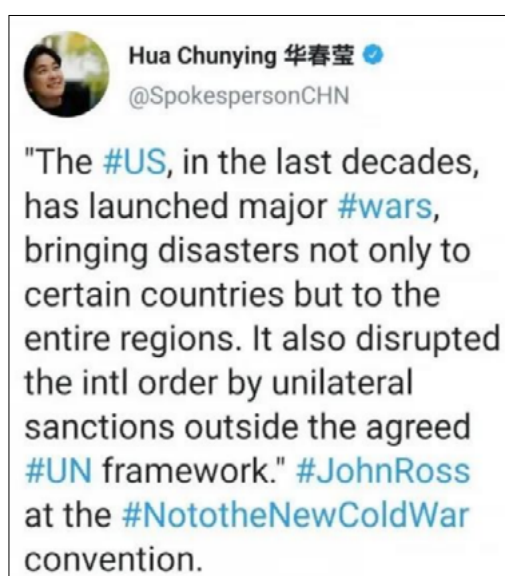 Hua Chunying 华春莹
@SpokespersonCHN
"The #US, in the last decades,
has launched major #wars,
bringing disasters not only to
certain countries but to the
entire regions. It also disrupted
the intl order by unilateral
sanctions outside the agreed
#UN framework." #JohnRoss
at the #NototheNewColdWar
convention.